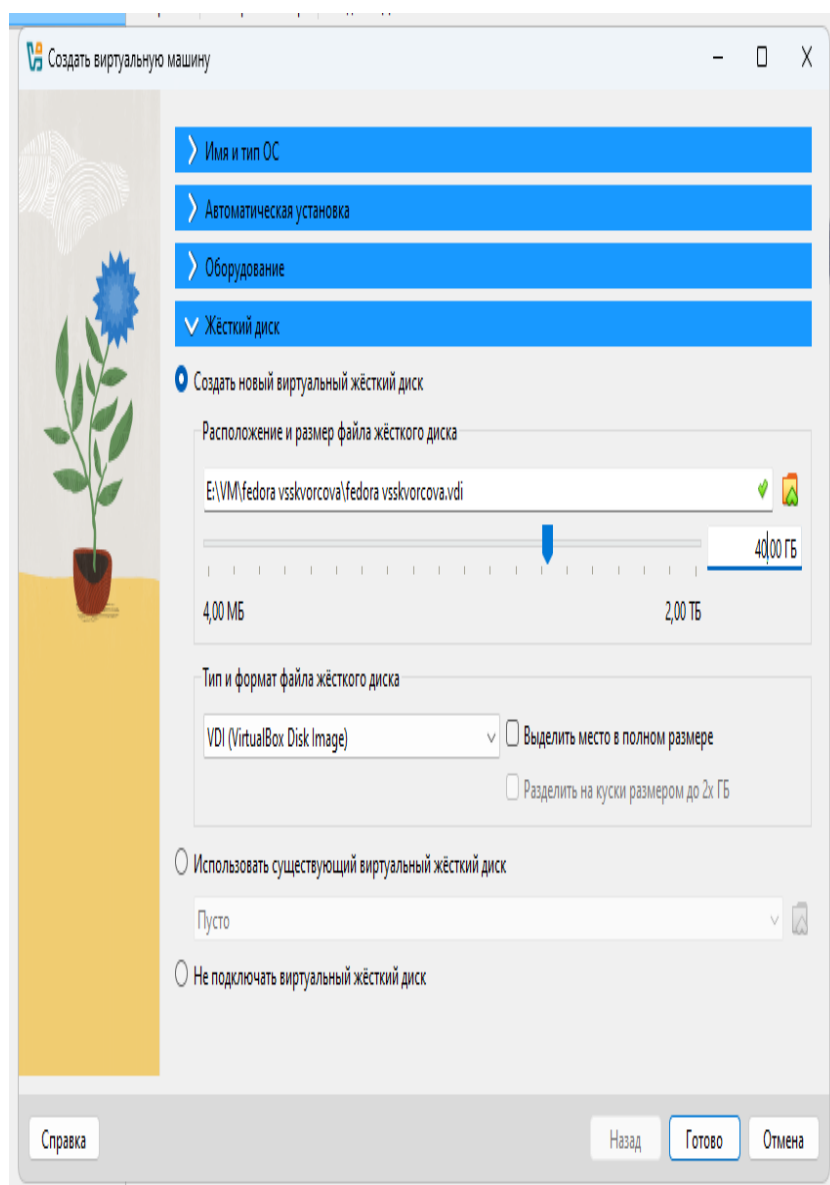 Создать виртуальную машину
Имя и тип ОС
Автоматическая установка
Оборудование
Жёсткий диск
Создать новый виртуальный жёсткий диск
Расположение и размер файла жёсткого диска
E:\VM\fedora vsskvorcova\fedora vsskvorcova.vdi
40,00 ГБ
4,00 МБ 2,00 ТБ
Тип и формат файла жёсткого диска
VDI (VirtualBox Disk Image) Выделить место в полном размере
Разделить на куски размером до 2х ГБ
Использовать существующий виртуальный жёсткий диск
Пусто
Не подключать виртуальный жёсткий диск
Справка Назад Готово Отмена